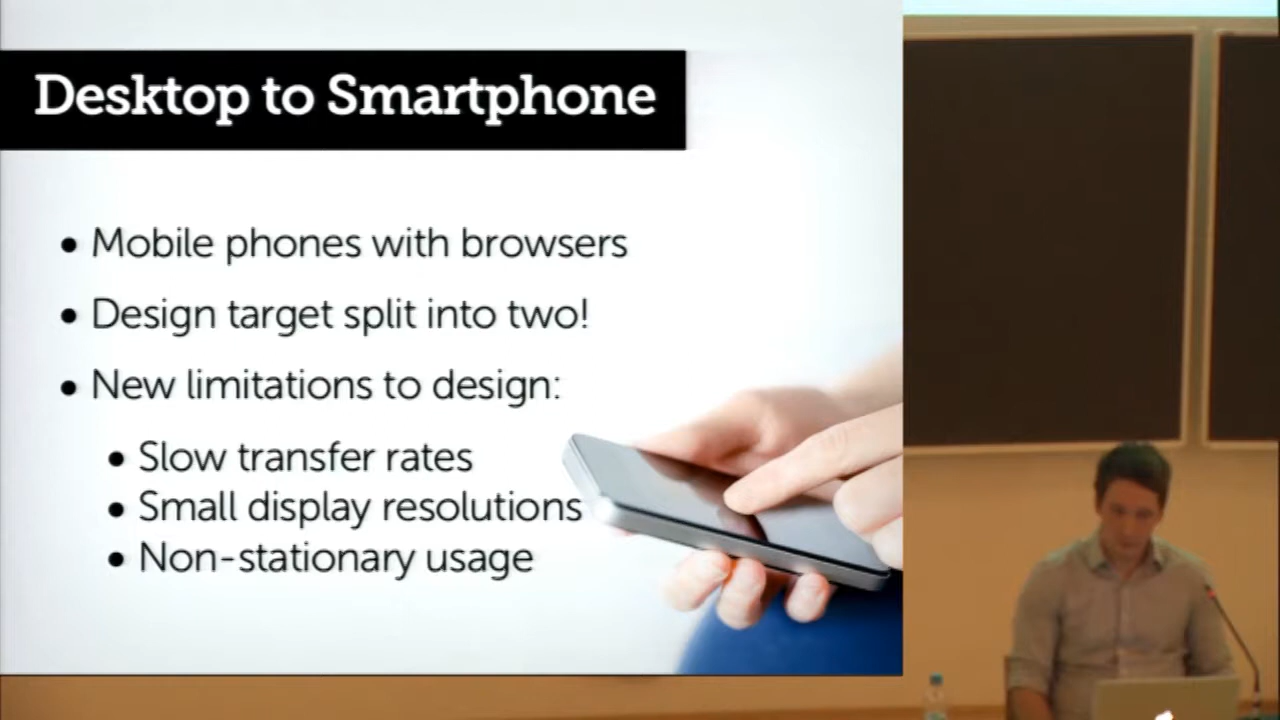 Desktop to Smartphone
• Mobile phones with browsers
• Design target split into two!
• New limitations to design:
• Slow transfer rates
• Small display resolutions
• Non-stationary usage